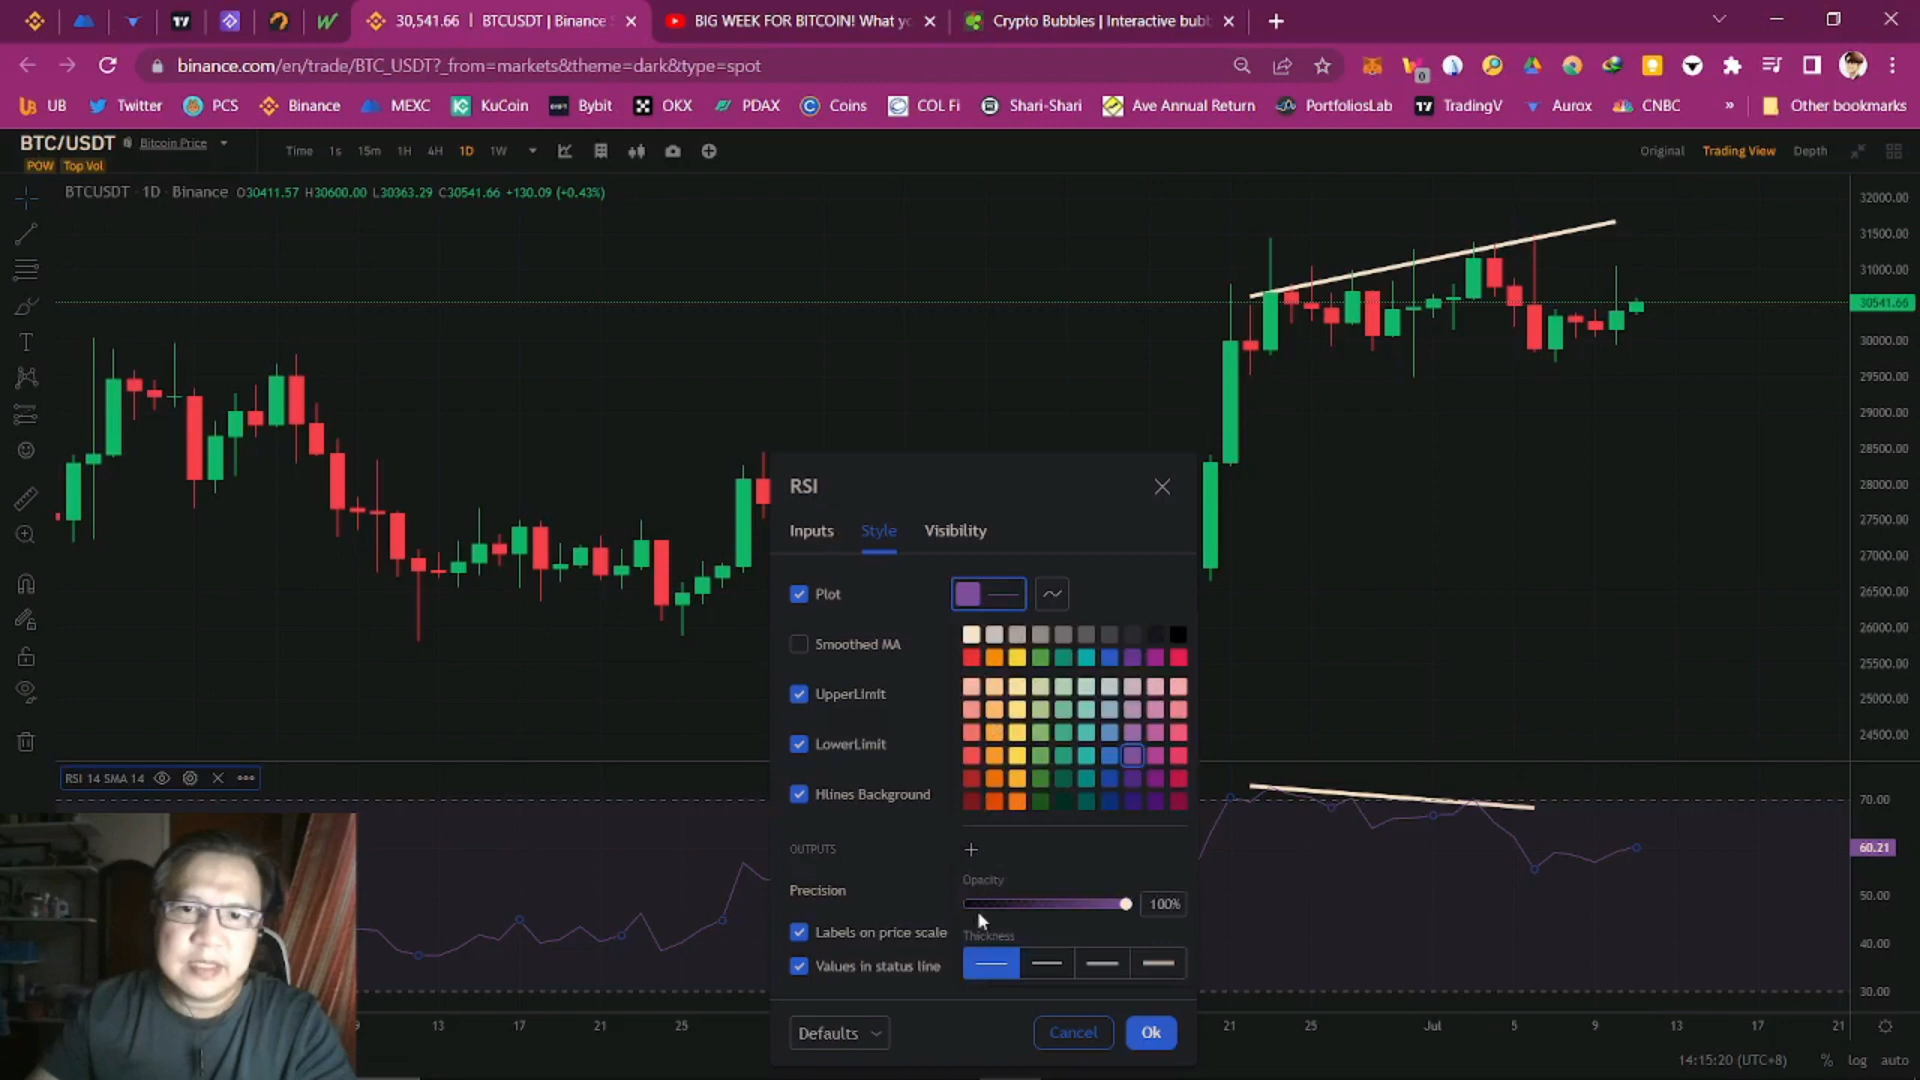 30,541.66 | BTCUSDT | Binance S
BIG WEEK FOR BITCOIN! What yo
Crypto Bubbles | Interactive bubb
binance.com/en/trade/BTC_USDT?_from=markets&theme=dark&type=spot
0
UB Twitter PCS Binance MEXC KuCoin Bybit OKX PDAX Coins COL Fi Shari-Shari Ave Annual Return PortfoliosLab TradingV Aurox CNBC » Other bookmarks
BTC/USDT Bitcoin Price
POW Top Vol
Time 1s 15m 1H 4H 1D 1W
Original Trading View Depth
BTCUSDT · 1D · Binance O30411.57 H30600.00 L30363.29 C30541.66 +130.09 (+0.43%)
32000.00
31500.00
31000.00
30541.66
30000.00
29500.00
29000.00
28500.00
28000.00
27500.00
27000.00
26500.00
26000.00
25500.00
25000.00
24500.00
RSI
Inputs Style Visibility
Plot
Smoothed MA
UpperLimit
LowerLimit
Hlines Background
OUTPUTS
Precision
Labels on price scale
Values in status line
Opacity
100%
Thickness
Defaults Cancel Ok
RSI 14 SMA 14
70.00
60.21
50.00
40.00
30.00
9 13 17 21 25 21 25 Jul 5 9 13 17 21
14:15:20 (UTC+8) % log auto